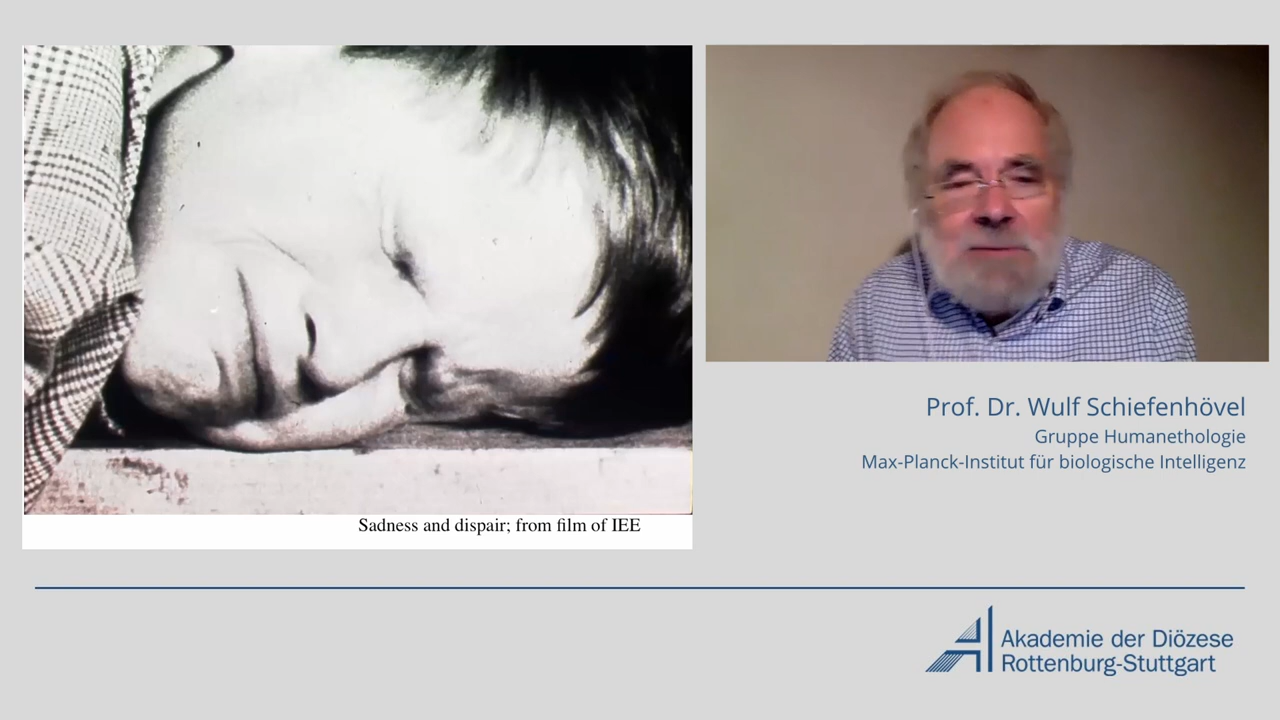 Sadness and despair; from film of IEE
Prof. Dr. Wulf Schiefenhövel
Gruppe Humanethologie
Max-Planck-Institut für biologische Intelligenz
Akademie der Diözese
Rottenburg-Stuttgart